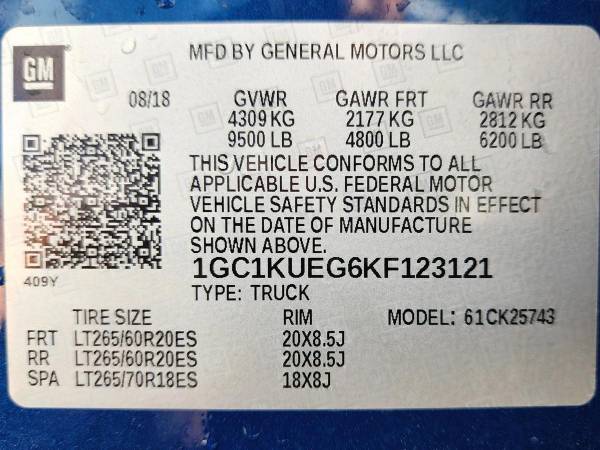 GM
MFD BY GENERAL MOTORS LLC
08/18 GVWR GAWR FRT GAWR RR
4309 KG 2177 KG 2812 KG
9500 LB 4800 LB 6200 LB
THIS VEHICLE CONFORMS TO ALL
APPLICABLE U.S. FEDERAL MOTOR
VEHICLE SAFETY STANDARDS IN EFFECT
ON THE DATE OF MANUFACTURE
SHOWN ABOVE.
1GC1KUEG6KF123121
409Y
TYPE: TRUCK
TIRE SIZE RIM MODEL: 61CK25743
FRT LT265/60R20ES 20X8.5J
RR LT265/60R20ES 20X8.5J
SPA LT265/70R18ES 18X8J